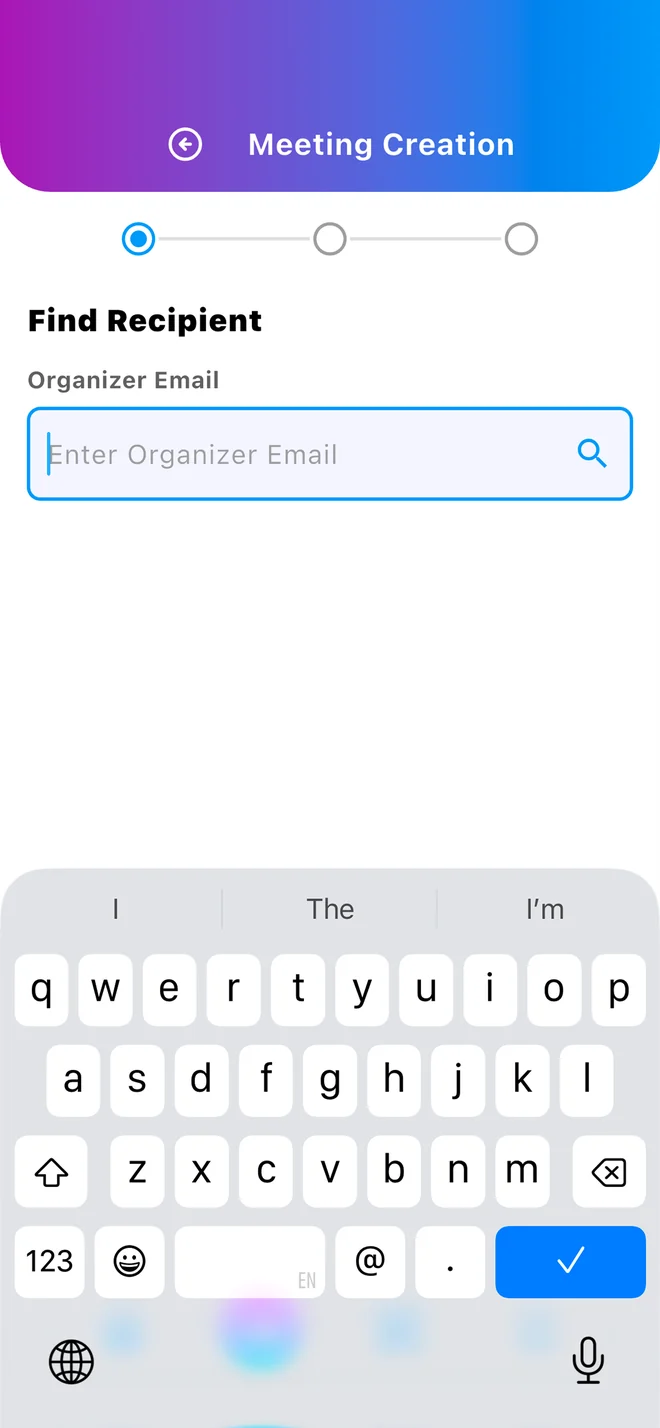 Meeting Creation
Find Recipient
Organizer Email
Enter Organizer Email
I The I'm
q w e r t y u i o p
a s d f g h j k l
z x c v b n m
123 EN @ .